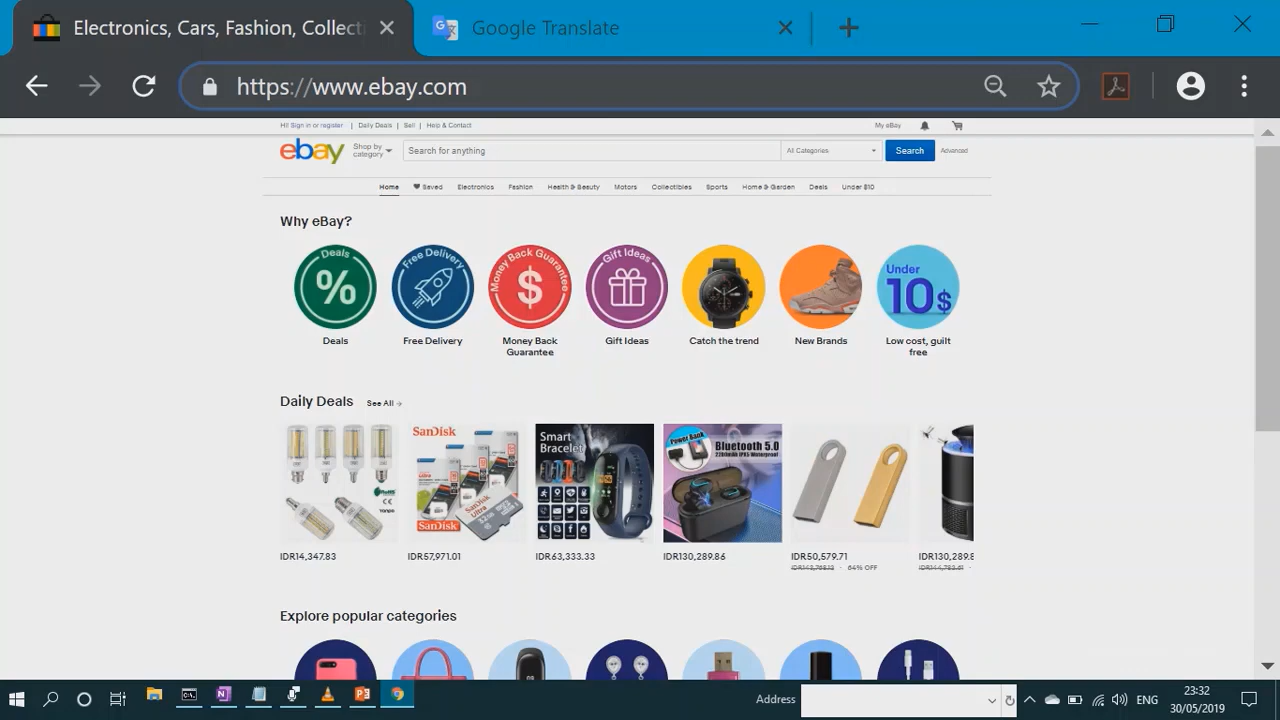 Electronics, Cars, Fashion, Collecti
Google Translate
https://www.ebay.com
Hi! Sign in or register | Daily Deals | Sell | Help & Contact
My eBay
ebay
Shop by category
Search for anything
All Categories
Search
Advanced
Home Saved Electronics Fashion Health & Beauty Motors Collectibles Sports Home & Garden Deals Under $10
Why eBay?
Deals
Free Delivery
Money Back Guarantee
Gift Ideas
Under
10$
Deals
Free Delivery
Money Back Guarantee
Gift Ideas
Catch the trend
New Brands
Low cost, guilt free
Daily Deals See All →
SanDisk
Ultra
SanDisk
Smart
Bracelet
Power Bank
Bluetooth 5.0
IDR14,347.83
IDR57,971.01
IDR63,333.33
IDR130,289.86
IDR50,579.71
IDR130,289.8
64% OFF
Explore popular categories
Address
ENG
23:32
30/05/2019